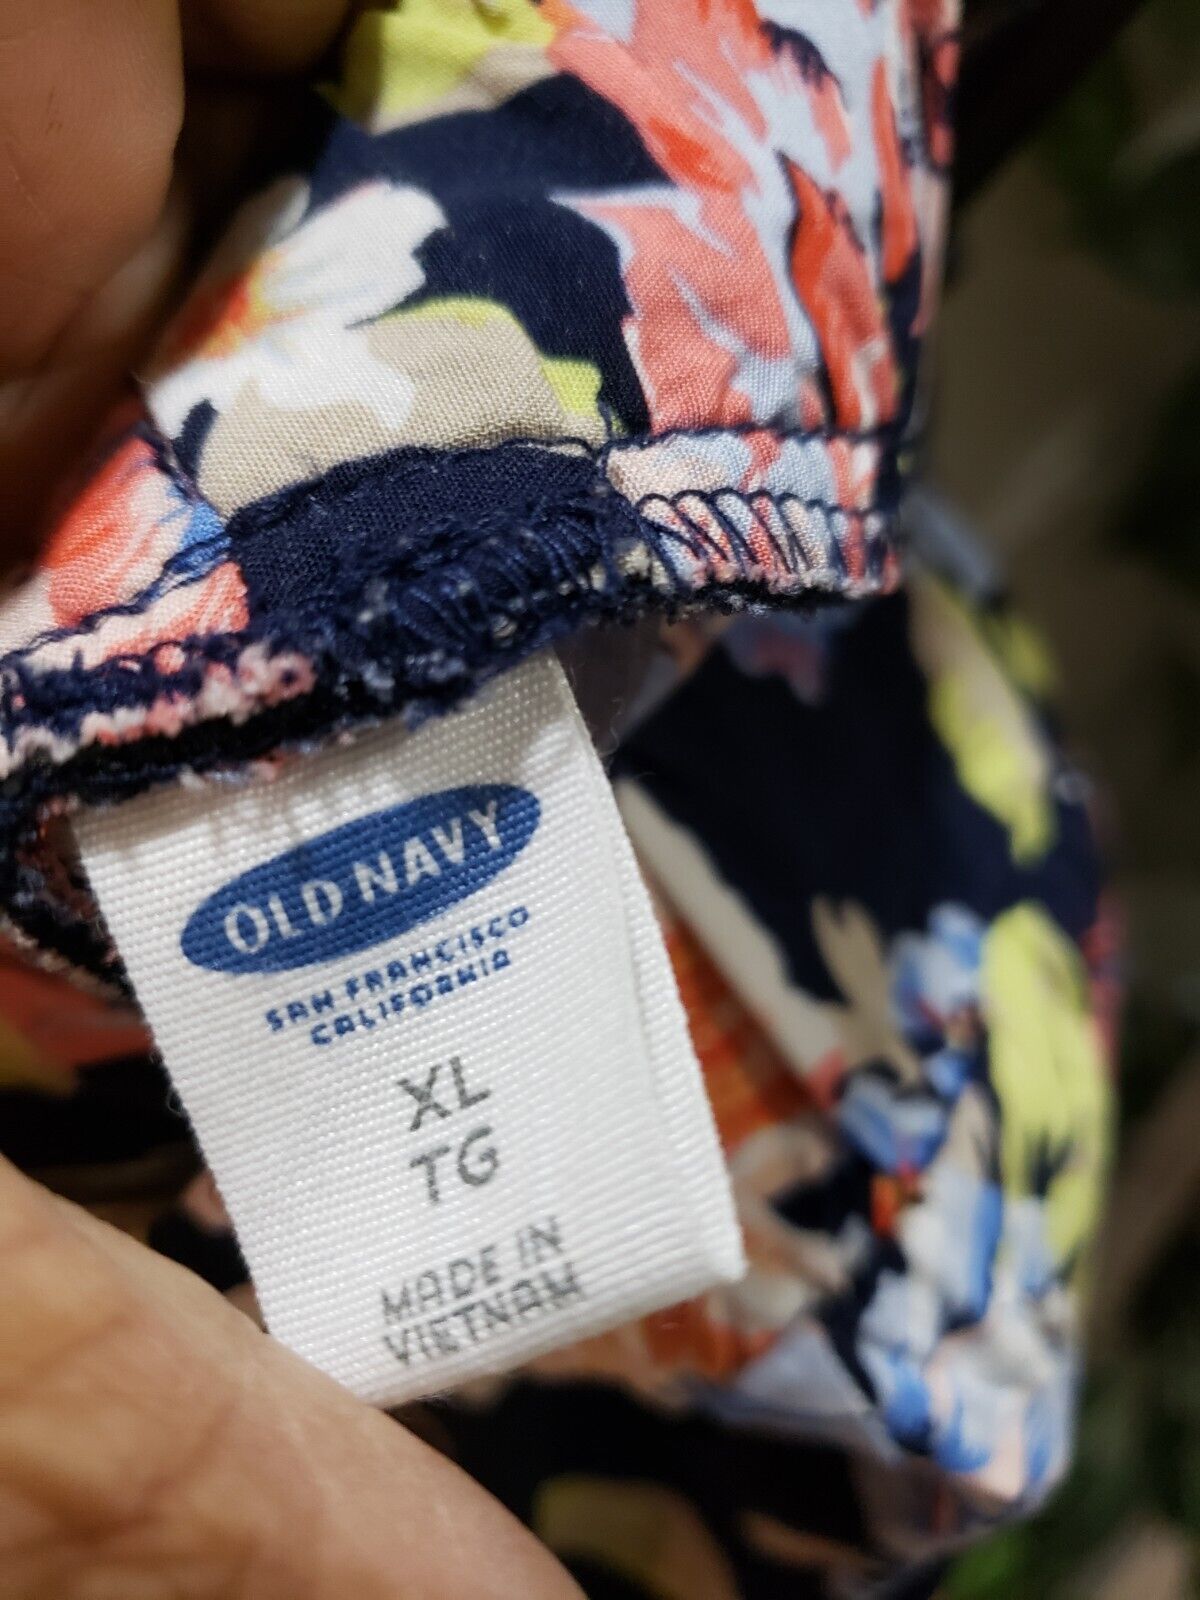 OLD NAVY
SAN FRANCISCO
CALIFORNIA
XL
TG
MADE IN
VIETNAM